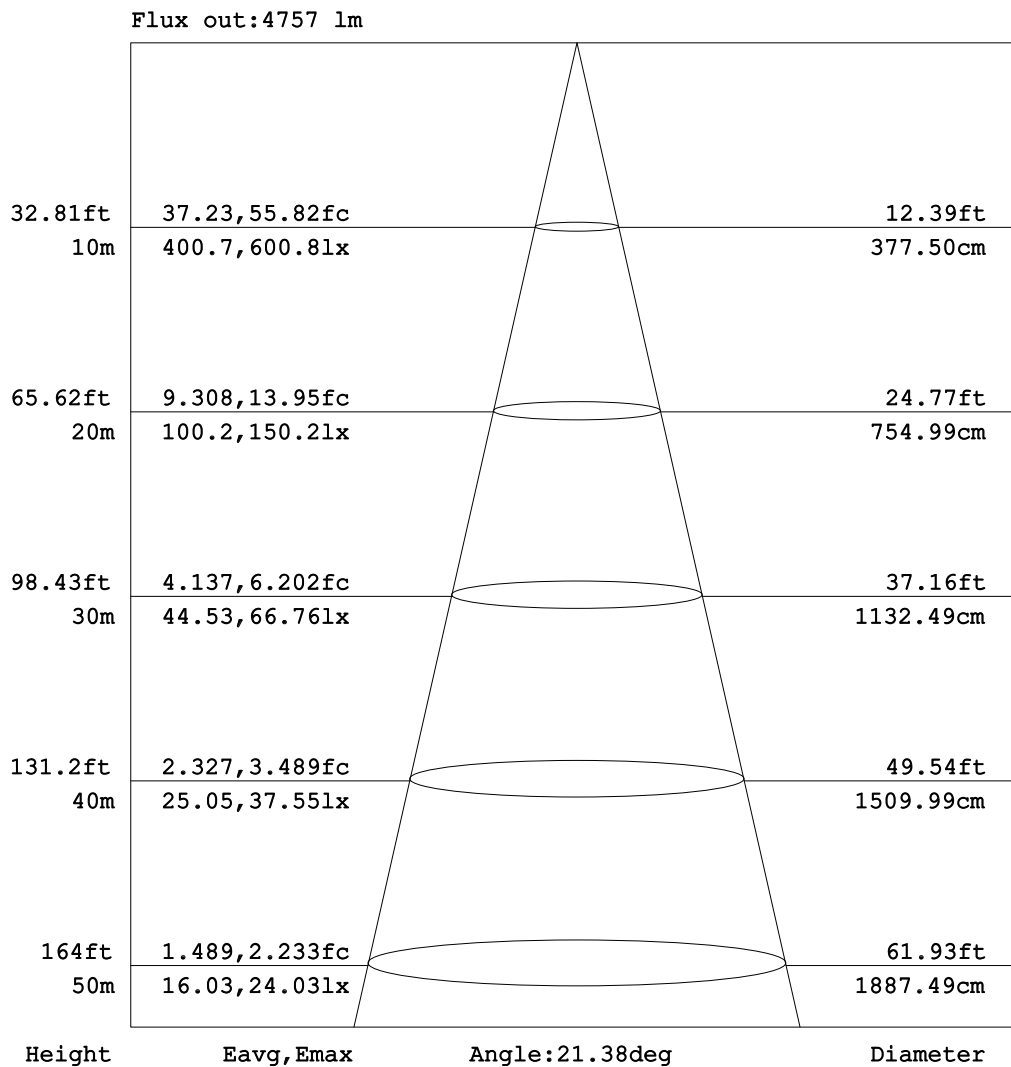 Flux out:4757 lm
32.81ft 37.23,55.82fc 12.39ft
10m 400.7,600.8lx 377.50cm
65.62ft 9.308,13.95fc 24.77ft
20m 100.2,150.2lx 754.99cm
98.43ft 4.137,6.202fc 37.16ft
30m 44.53,66.76lx 1132.49cm
131.2ft 2.327,3.489fc 49.54ft
40m 25.05,37.55lx 1509.99cm
164ft 1.489,2.233fc 61.93ft
50m 16.03,24.03lx 1887.49cm
Height Eavg,Emax Angle:21.38deg Diameter